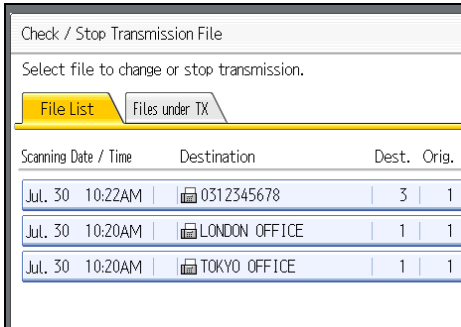 Check / Stop Transmission File
Select file to change or stop transmission.
File List Files under TX
Scanning Date / Time Destination Dest. Orig.
Jul. 30 10:22AM 0312345678 3 1
Jul. 30 10:20AM LONDON OFFICE 1 1
Jul. 30 10:20AM TOKYO OFFICE 1 1